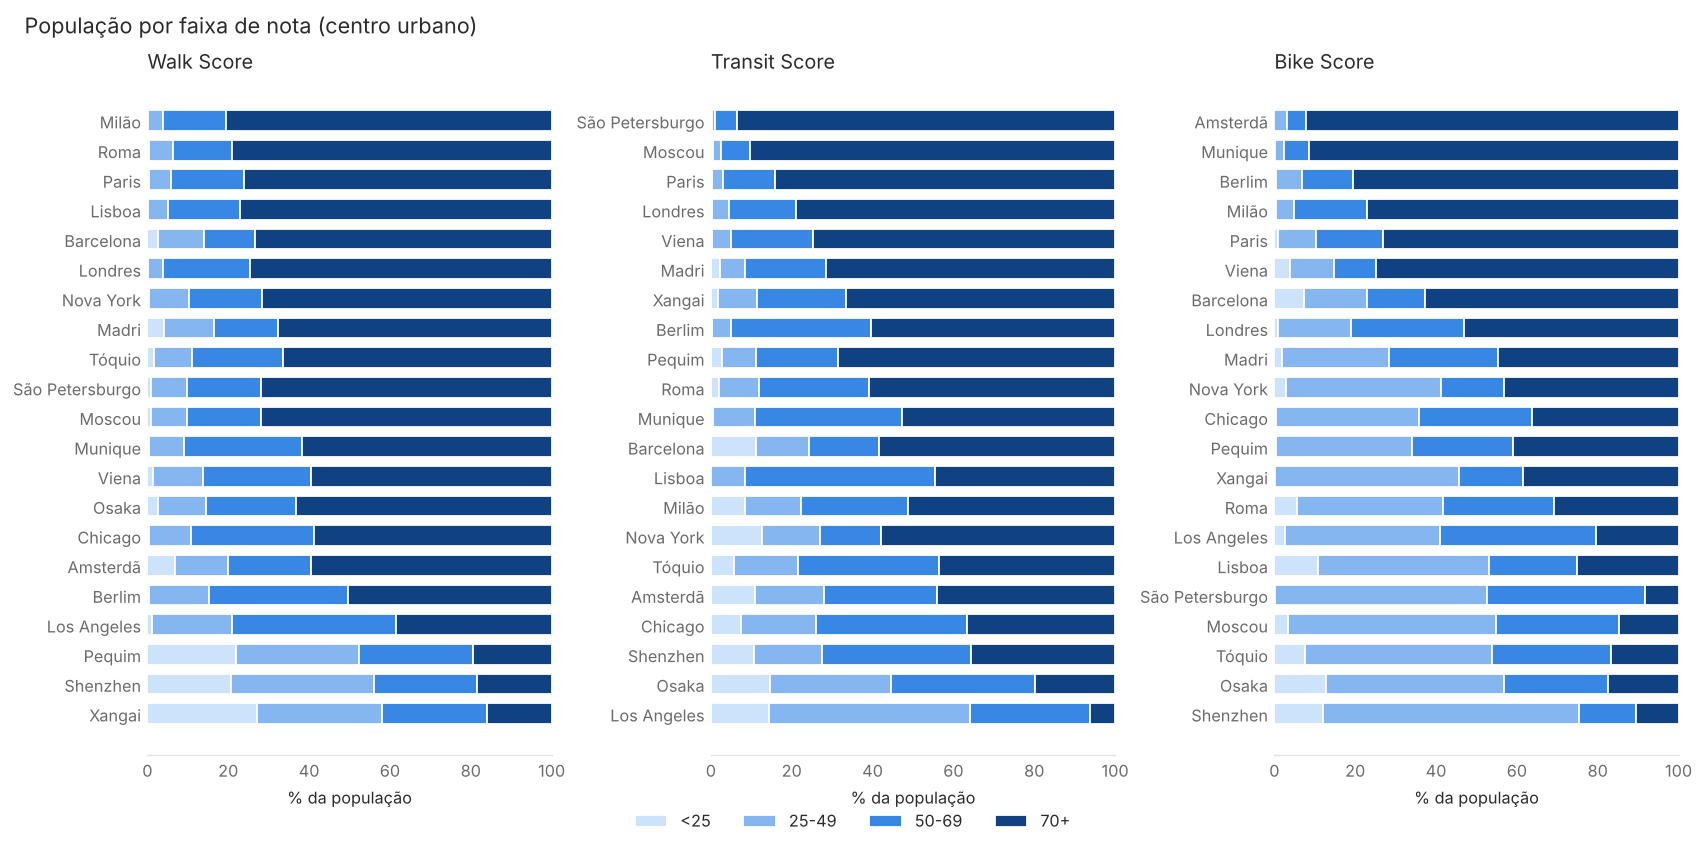 População por faixa de nota (centro urbano)
Walk Score
Milão
Roma
Paris
Lisboa
Barcelona
Londres
Nova York
Madri
Tóquio
São Petersburgo
Moscou
Munique
Viena
Osaka
Chicago
Amsterdã
Berlim
Los Angeles
Pequim
Shenzhen
Xangai
0 20 40 60 80 100
% da população
Transit Score
São Petersburgo
Moscou
Paris
Londres
Viena
Madri
Xangai
Berlim
Pequim
Roma
Munique
Barcelona
Lisboa
Milão
Nova York
Tóquio
Amsterdã
Chicago
Shenzhen
Osaka
Los Angeles
0 20 40 60 80 100
% da população
Bike Score
Amsterdã
Munique
Berlim
Milão
Paris
Viena
Barcelona
Londres
Madri
Nova York
Chicago
Pequim
Xangai
Roma
Los Angeles
Lisboa
São Petersburgo
Moscou
Tóquio
Osaka
Shenzhen
0 20 40 60 80 100
% da população
<25 25-49 50-69 70+